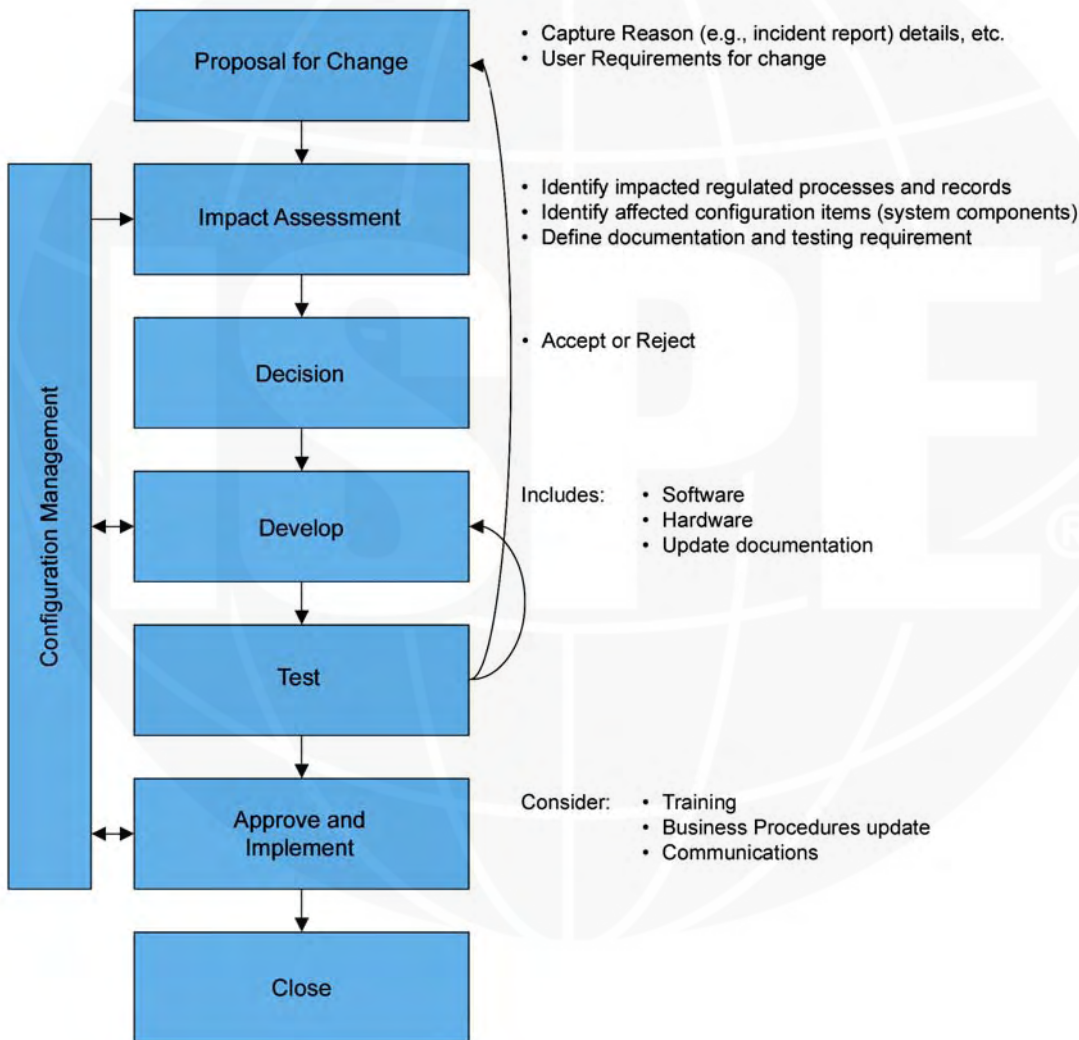 Proposal for Change
• Capture Reason (e.g., incident report) details, etc.
• User Requirements for change
Configuration Management
Impact Assessment
• Identify impacted regulated processes and records
• Identify affected configuration items (system components)
• Define documentation and testing requirement
Decision
• Accept or Reject
Develop
Includes: • Software
• Hardware
• Update documentation
Test
Approve and
Implement
Consider: • Training
• Business Procedures update
• Communications
Close
ISPE®